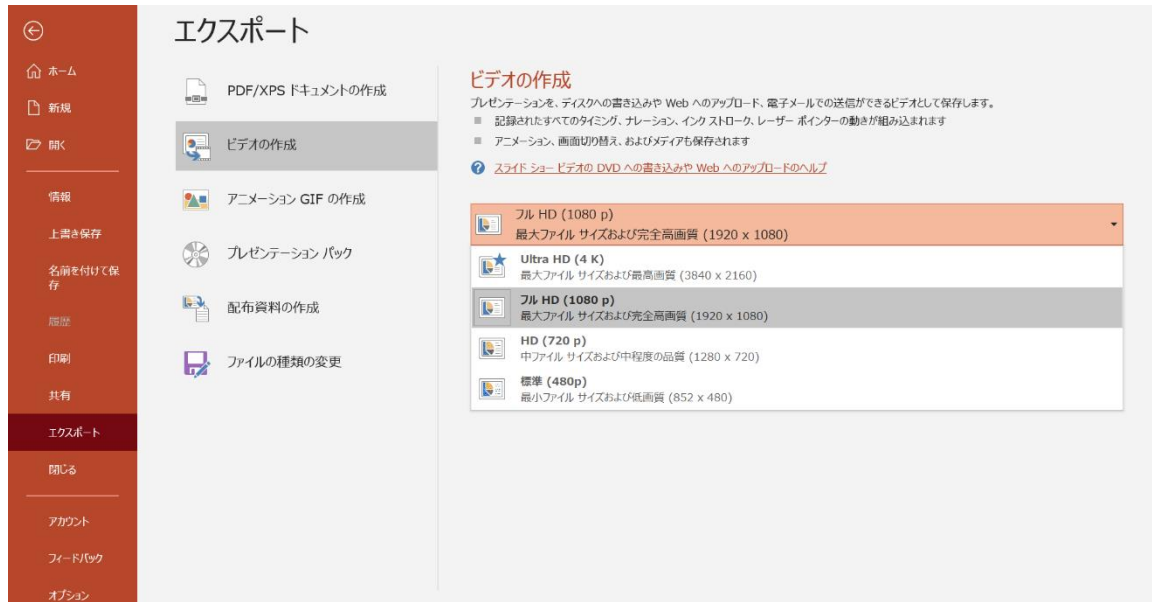 エクスポート
ホーム
新規
開く
情報
上書き保存
名前を付けて保
存
履歴
印刷
共有
エクスポート
閉じる
アカウント
フィードバック
オプション
PDF/XPS ドキュメントの作成
ビデオの作成
アニメーション GIF の作成
プレゼンテーション パック
配布資料の作成
ファイルの種類の変更
ビデオの作成
プレゼンテーションを、ディスクへの書き込みや Web へのアップロード、電子メールでの送信ができるビデオとして保存します。
記録されたすべてのタイミング、ナレーション、インク ストローク、レーザー ポインターの動きが組み込まれます
アニメーション、画面切り替え、およびメディアも保存されます
スライド ショー ビデオの DVD への書き込みや Web へのアップロードのヘルプ
フル HD (1080 p)
最大ファイル サイズおよび完全高画質 (1920 x 1080)
Ultra HD (4 K)
最大ファイル サイズおよび最高画質 (3840 x 2160)
フル HD (1080 p)
最大ファイル サイズおよび完全高画質 (1920 x 1080)
HD (720 p)
中ファイル サイズおよび中程度の品質 (1280 x 720)
標準 (480p)
最小ファイル サイズおよび低画質 (852 x 480)